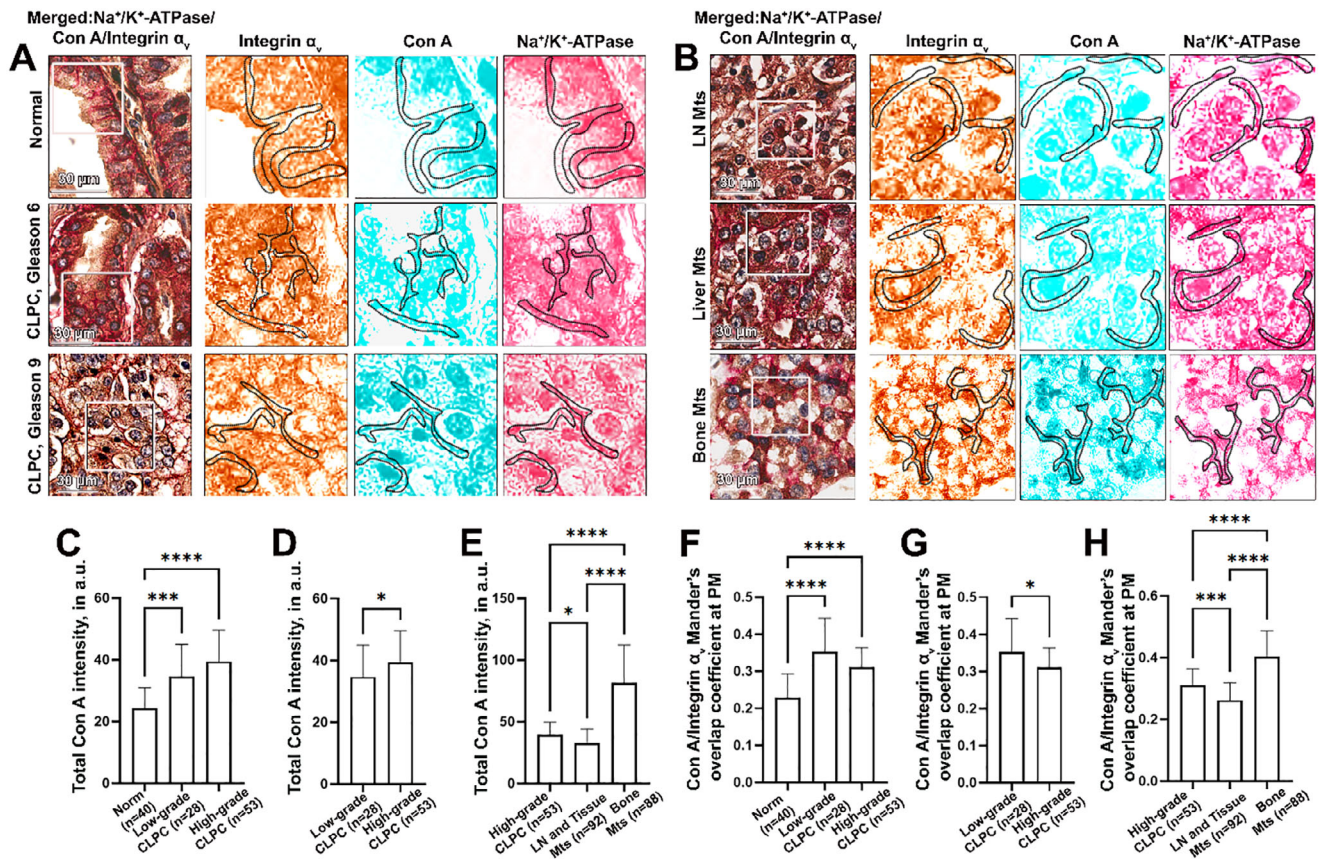 Merged:Na⁺/K⁺-ATPase/
Con A/Integrin αᵥ
Integrin αᵥ
Con A
Na⁺/K⁺-ATPase
A
Normal
30 µm
CLPC, Gleason 6
30 µm
CLPC, Gleason 9
30 µm
Merged:Na⁺/K⁺-ATPase/
Con A/Integrin αᵥ
Integrin αᵥ
Con A
Na⁺/K⁺-ATPase
B
LN Mts
30 µm
Liver Mts
30 µm
Bone Mts
30 µm
C
Total Con A intensity, in a.u.
60
40
20
0
***
****
Norm
(n=40)
Low-grade
CLPC (n=28)
High-grade
CLPC (n=53)
D
Total Con A intensity, in a.u.
60
40
20
0
*
Low-grade
CLPC (n=28)
High-grade
CLPC (n=53)
E
Total Con A intensity, in a.u.
150
100
50
0
****
****
*
High-grade
CLPC (n=53)
LN and Tissue
Mts (n=92)
Bone
Mts (n=88)
F
Con A/Integrin αᵥ Mander's
overlap coefficient at PM
0.5
0.4
0.3
0.2
0.1
0.0
****
****
Norm
(n=40)
Low-grade
CLPC (n=28)
High-grade
CLPC (n=53)
G
Con A/Integrin αᵥ Mander's
overlap coefficient at PM
0.5
0.4
0.3
0.2
0.1
0.0
*
Low-grade
CLPC (n=28)
High-grade
CLPC (n=53)
H
Con A/Integrin αᵥ Mander's
overlap coefficient at PM
0.6
0.4
0.2
0.0
****
****
***
High-grade
CLPC (n=53)
LN and Tissue
Mts (n=92)
Bone
Mts (n=88)